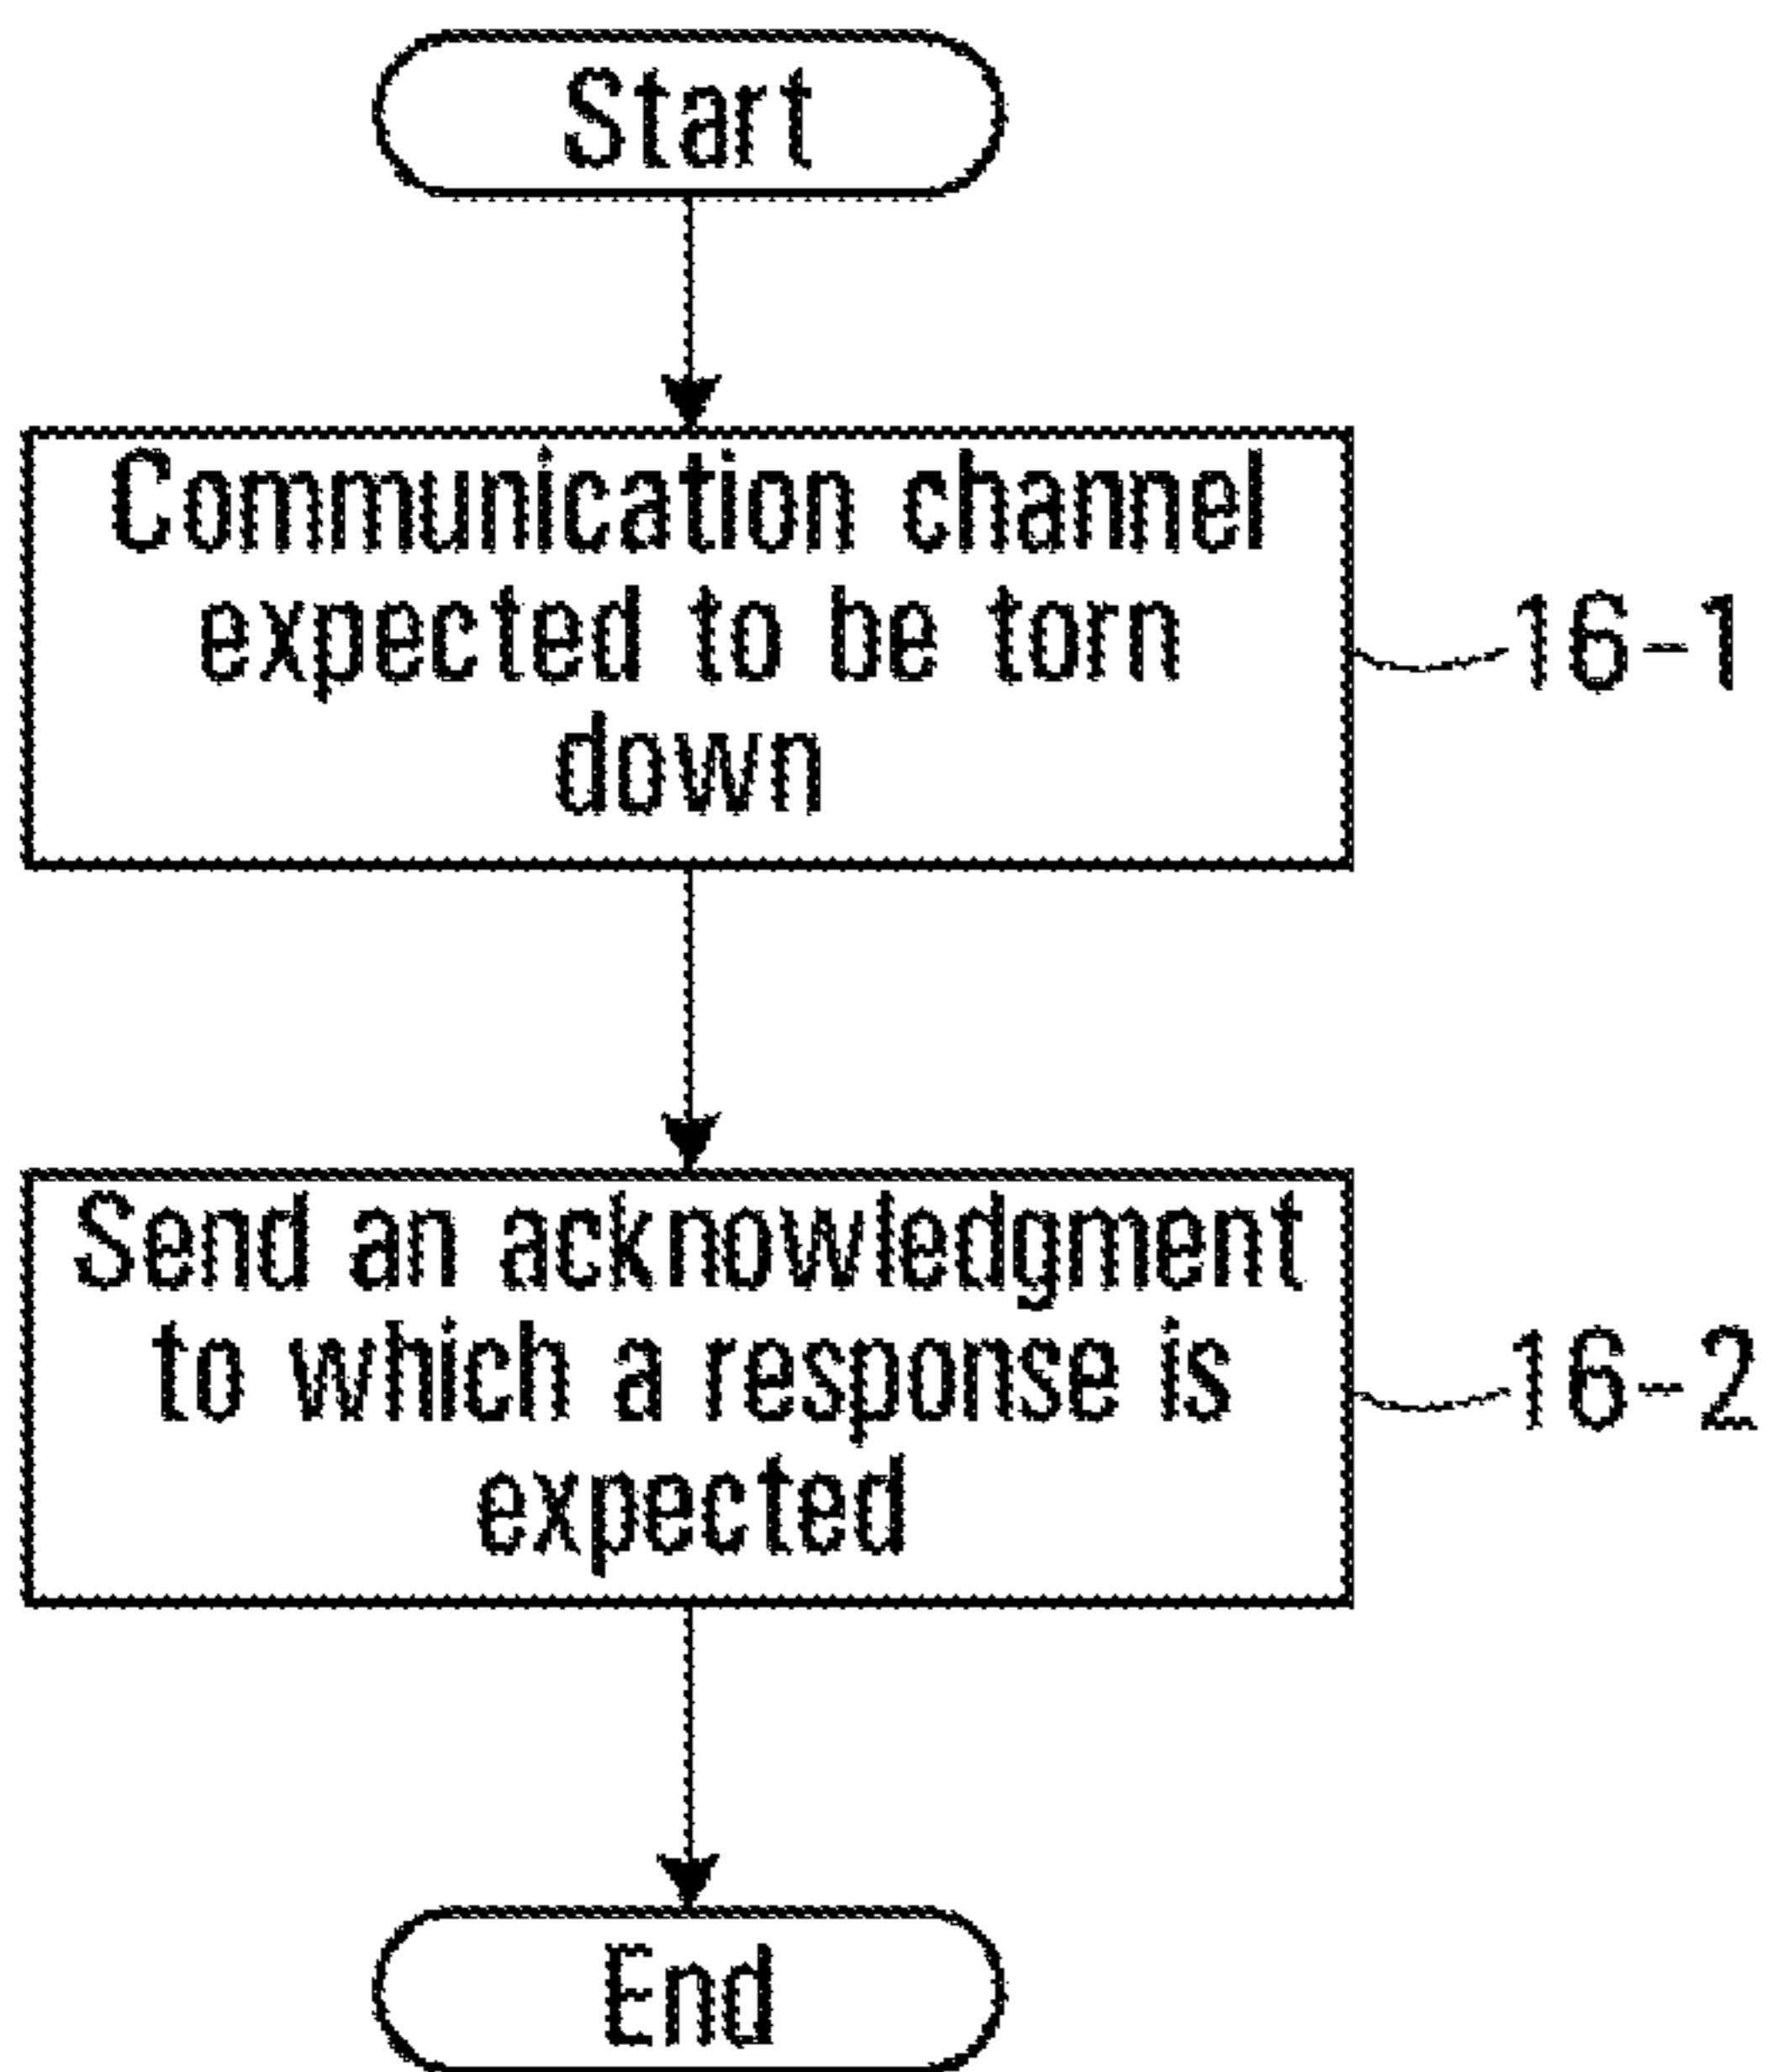 Start
Communication channel
expected to be torn
down
16-1
Send an acknowledgment
to which a response is
expected
16-2
End